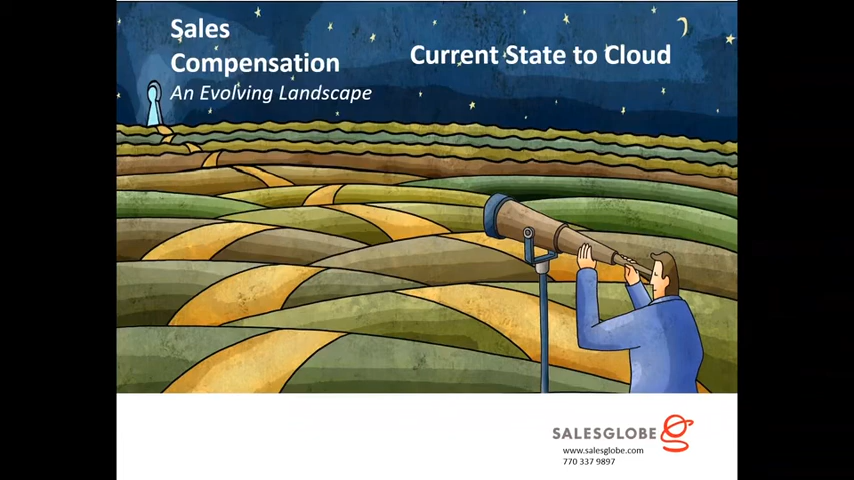 Sales
Compensation
An Evolving Landscape
Current State to Cloud
SALESGLOBE
www.salesglobe.com
770 337 9897